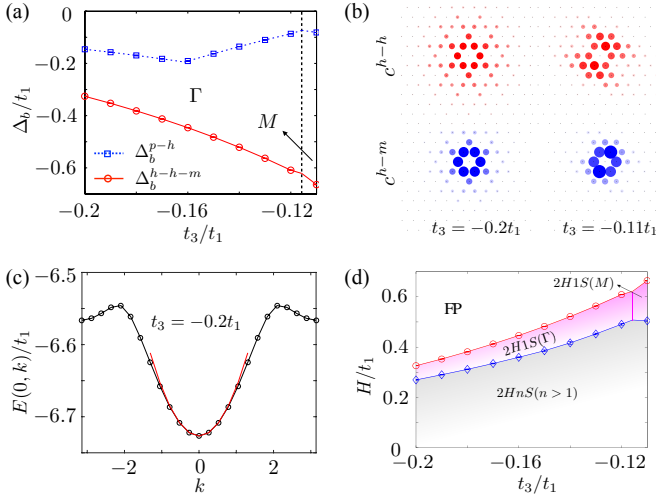 (a)
0
−0.2
−0.4
−0.6
Δ_b/t_1
Γ
M
Δ_b^{p-h}
Δ_b^{h-h-m}
−0.2
−0.16
−0.12
t_3/t_1
(b)
c^{h-h}
c^{h-m}
t_3 = −0.2t_1
t_3 = −0.11t_1
(c)
−6.5
−6.6
−6.7
E(0, k)/t_1
t_3 = −0.2t_1
−2
0
2
k
(d)
0.6
0.4
0.2
0
H/t_1
FP
2H1S(M)
2H1S(Γ)
2HnS(n > 1)
−0.2
−0.16
−0.12
t_3/t_1